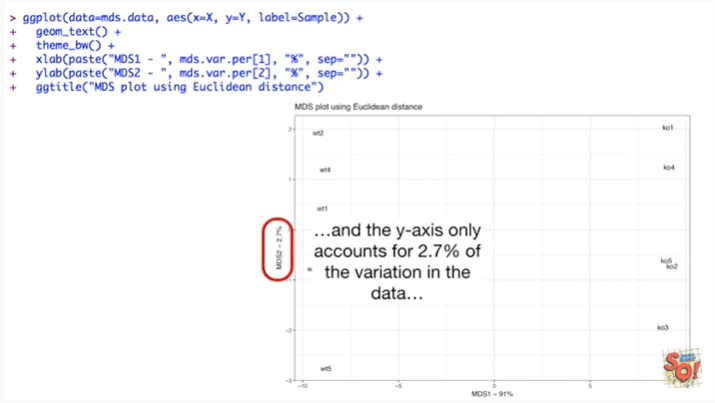 > ggplot(data=mds.data, aes(x=X, y=Y, label=Sample)) +
+   geom_text() +
+   theme_bw() +
+   xlab(paste("MDS1 - ", mds.var.per[1], "%", sep="")) +
+   ylab(paste("MDS2 - ", mds.var.per[2], "%", sep="")) +
+   ggtitle("MDS plot using Euclidean distance")
MDS plot using Euclidean distance
2
wt2
ko1
wt4
ko4
1
wt1
MDS2 – 2.7%
…and the y-axis only
accounts for 2.7% of
the variation in the
data…
ko5
ko2
-1
-2
ko3
wt5
-3
-10
-5
0
5
10
MDS1 – 91%
SQ!